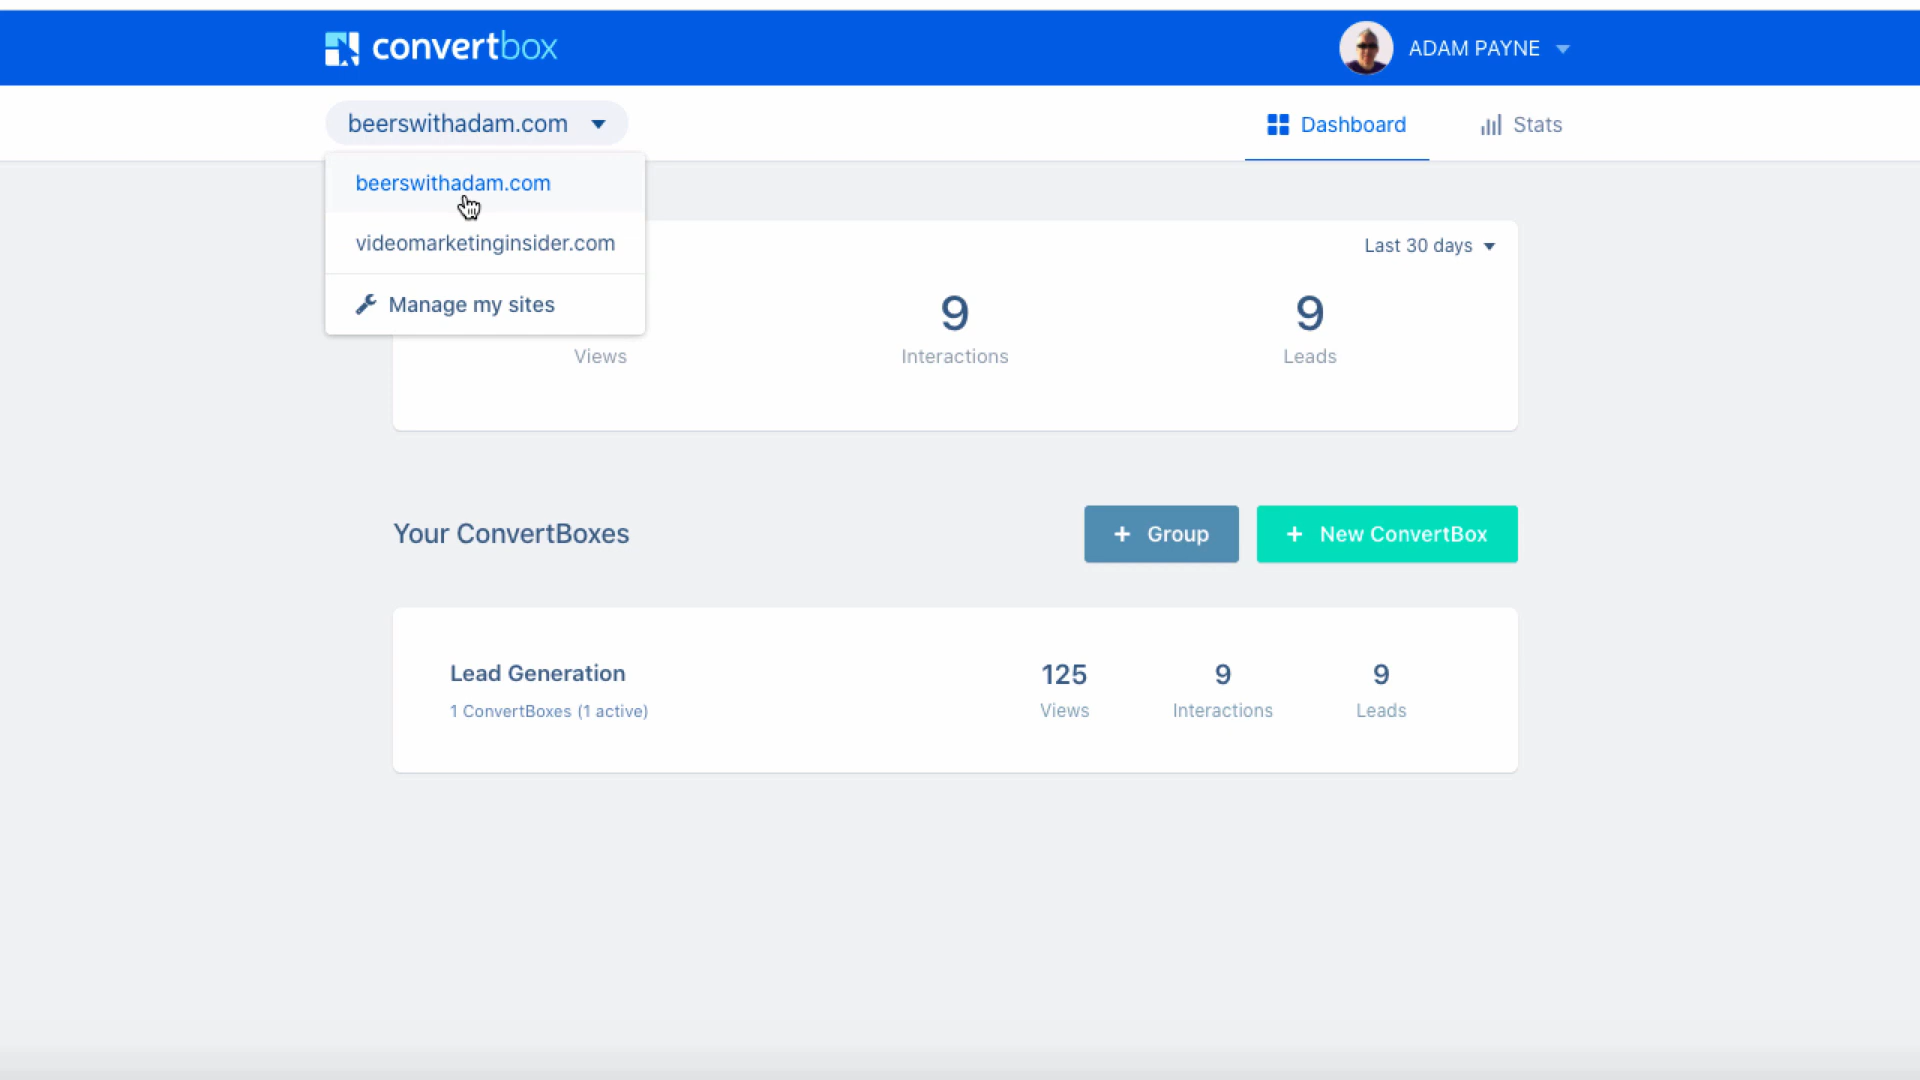 convertbox
ADAM PAYNE
beerswithadam.com
Dashboard
Stats
beerswithadam.com
videomarketinginsider.com
Manage my sites
Last 30 days
9
9
Views
Interactions
Leads
Your ConvertBoxes
+ Group
+ New ConvertBox
Lead Generation
125
9
9
1 ConvertBoxes (1 active)
Views
Interactions
Leads